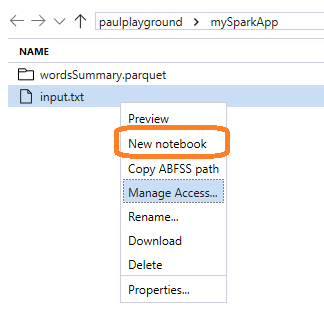 paulplayground > mySparkApp
NAME
wordsSummary.parquet
input.txt
Preview
New notebook
Copy ABFSS path
Manage Access...
Rename...
Download
Delete
Properties...